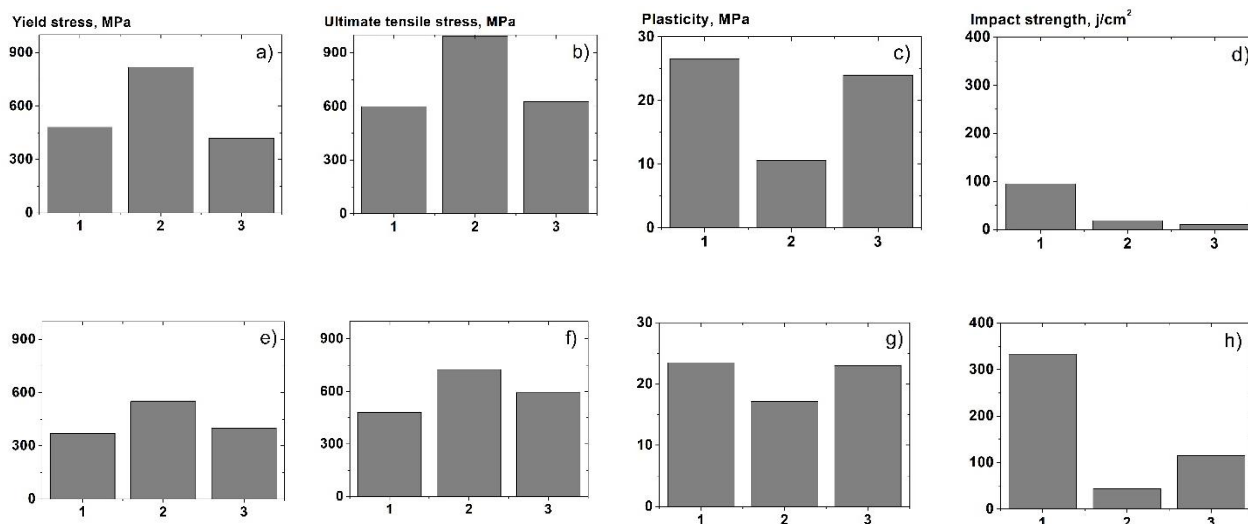 Yield stress, MPa
900
600
300
0
a)
1 2 3
Ultimate tensile stress, MPa
900
600
300
0
b)
1 2 3
Plasticity, MPa
30
20
10
0
c)
1 2 3
Impact strength, j/cm²
400
300
200
100
0
d)
1 2 3
900
600
300
0
e)
1 2 3
900
600
300
0
f)
1 2 3
30
20
10
0
g)
1 2 3
400
300
200
100
0
h)
1 2 3